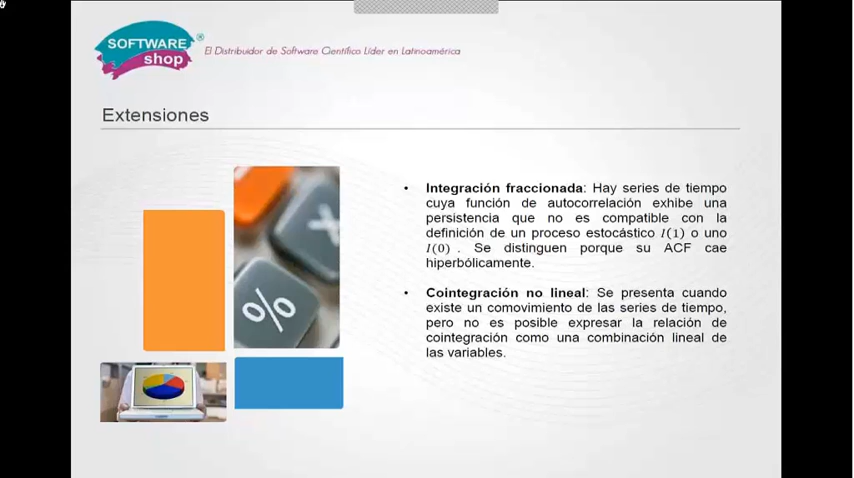 SOFTWARE
shop
®
El Distribuidor de Software Científico Líder en Latinoamérica
Extensiones
• Integración fraccionada: Hay series de tiempo
cuya función de autocorrelación exhibe una
persistencia que no es compatible con la
definición de un proceso estocástico I(1) o uno
I(0) . Se distinguen porque su ACF cae
hiperbólicamente.
• Cointegración no lineal: Se presenta cuando
existe un comovimiento de las series de tiempo,
pero no es posible expresar la relación de
cointegración como una combinación lineal de
las variables.
%